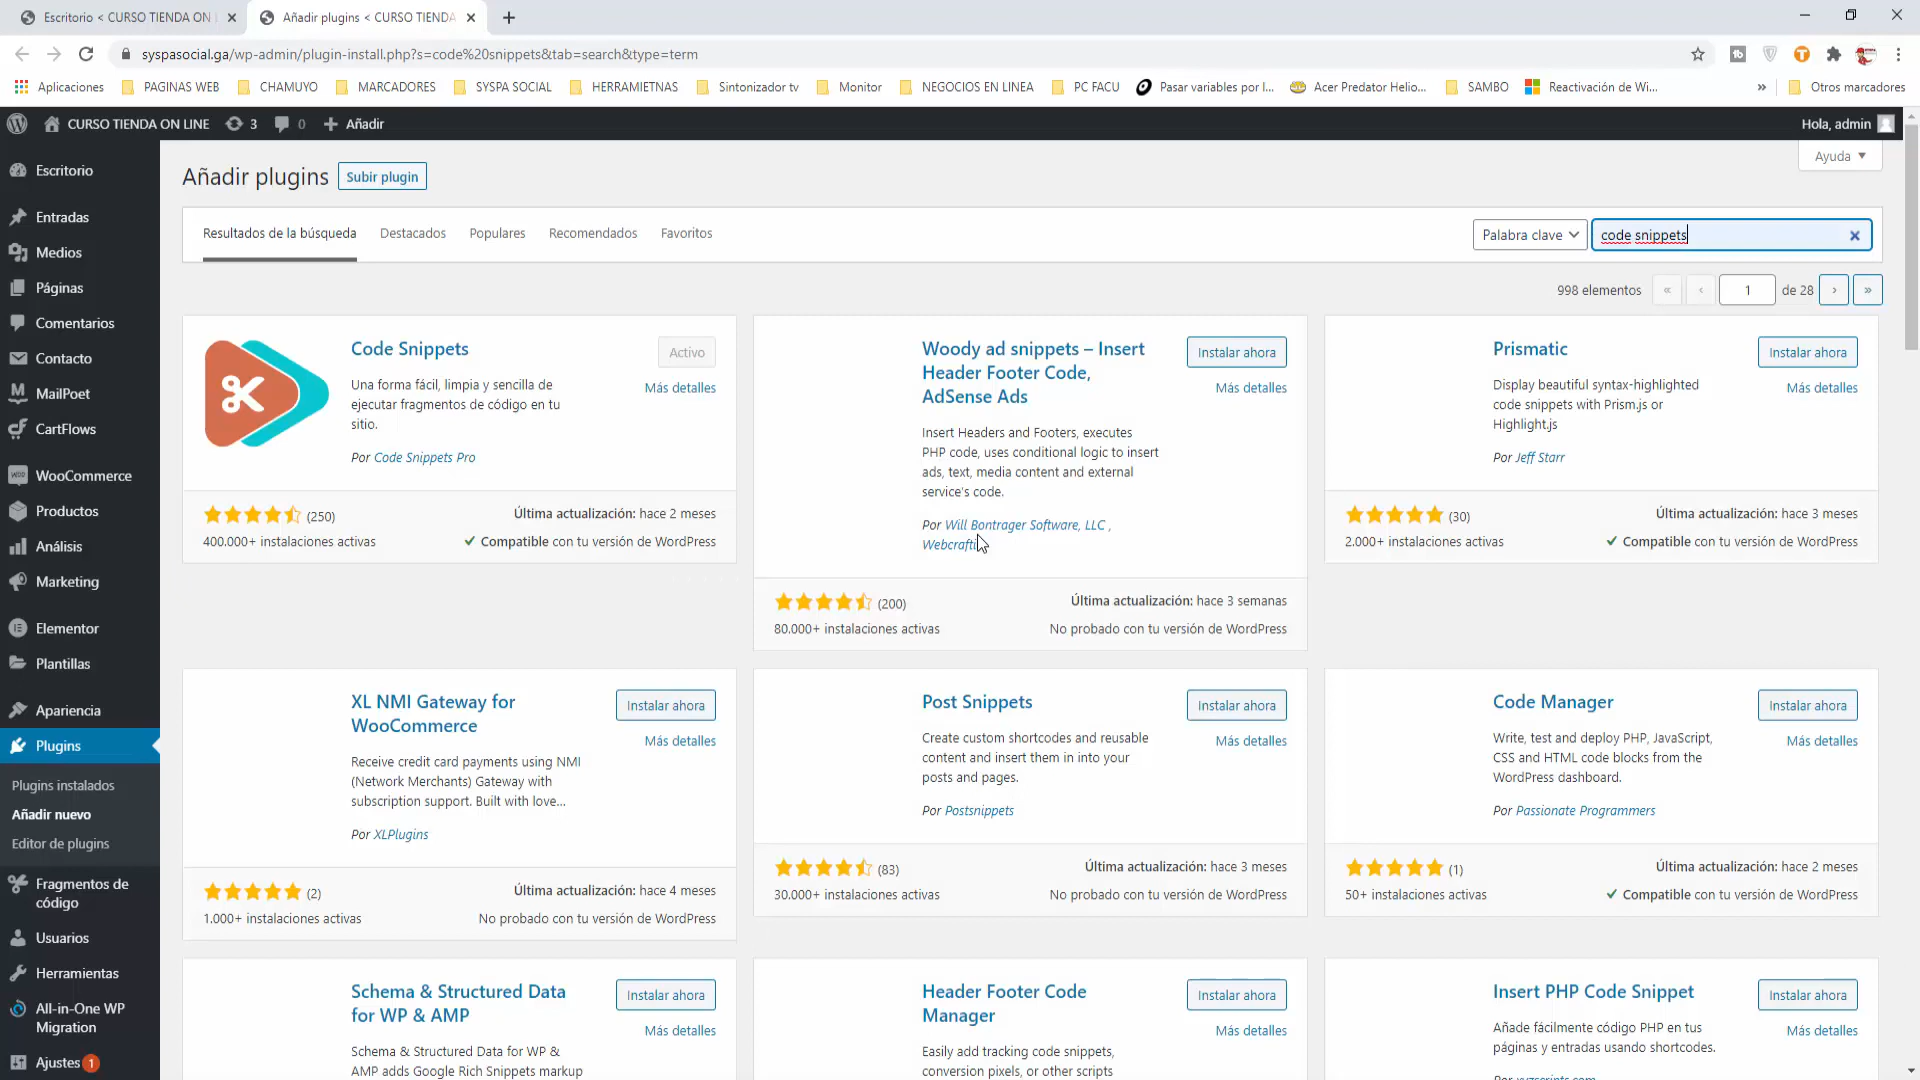 Escritorio < CURSO TIENDA ON
Añadir plugins < CURSO TIENDA
syspasocial.ga/wp-admin/plugin-install.php?s=code%20snippets&tab=search&type=term
Aplicaciones PAGINAS WEB CHAMUYO MARCADORES SYSPA SOCIAL HERRAMIETNAS Sintonizador tv Monitor NEGOCIOS EN LINEA PC FACU Pasar variables por l... Acer Predator Helio... SAMBO Reactivación de Wi... » Otros marcadores
CURSO TIENDA ON LINE 3 0 + Añadir Hola, admin
Ayuda
Escritorio
Entradas
Medios
Páginas
Comentarios
Contacto
MailPoet
CartFlows
WooCommerce
Productos
Análisis
Marketing
Elementor
Plantillas
Apariencia
Plugins
Plugins instalados
Añadir nuevo
Editor de plugins
Fragmentos de
código
Usuarios
Herramientas
All-in-One WP
Migration
Ajustes 1
Añadir plugins Subir plugin
Resultados de la búsqueda Destacados Populares Recomendados Favoritos Palabra clave code snippets
998 elementos « ‹ 1 de 28 › »
Code Snippets
Activo
Más detalles
Una forma fácil, limpia y sencilla de
ejecutar fragmentos de código en tu
sitio.
Por Code Snippets Pro
(250)
Última actualización: hace 2 meses
400.000+ instalaciones activas
Compatible con tu versión de WordPress
Woody ad snippets – Insert
Header Footer Code,
AdSense Ads
Instalar ahora
Más detalles
Insert Headers and Footers, executes
PHP code, uses conditional logic to insert
ads, text, media content and external
service's code.
Por Will Bontrager Software, LLC ,
(200)
Última actualización: hace 3 semanas
80.000+ instalaciones activas
No probado con tu versión de WordPress
Prismatic
Instalar ahora
Más detalles
Display beautiful syntax-highlighted
code snippets with Prism.js or
Highlight.js
Por Jeff Starr
(30)
Última actualización: hace 3 meses
2.000+ instalaciones activas
Compatible con tu versión de WordPress
XL NMI Gateway for
WooCommerce
Instalar ahora
Más detalles
Receive credit card payments using NMI
(Network Merchants) Gateway with
subscription support. Built with love...
Por XLPlugins
(2)
Última actualización: hace 4 meses
1.000+ instalaciones activas
No probado con tu versión de WordPress
Post Snippets
Instalar ahora
Más detalles
Create custom shortcodes and reusable
content and insert them in into your
posts and pages.
Por Postsnippets
(83)
Última actualización: hace 3 meses
30.000+ instalaciones activas
No probado con tu versión de WordPress
Code Manager
Instalar ahora
Más detalles
Write, test and deploy PHP, JavaScript,
CSS and HTML code blocks from the
WordPress dashboard.
Por Passionate Programmers
(1)
Última actualización: hace 2 meses
50+ instalaciones activas
Compatible con tu versión de WordPress
Schema & Structured Data
for WP & AMP
Instalar ahora
Más detalles
Schema & Structured Data for WP &
AMP adds Google Rich Snippets markup
Header Footer Code
Manager
Instalar ahora
Más detalles
Easily add tracking code snippets,
conversion pixels, or other scripts
Insert PHP Code Snippet
Instalar ahora
Más detalles
Añade fácilmente código PHP en tus
páginas y entradas usando shortcodes.